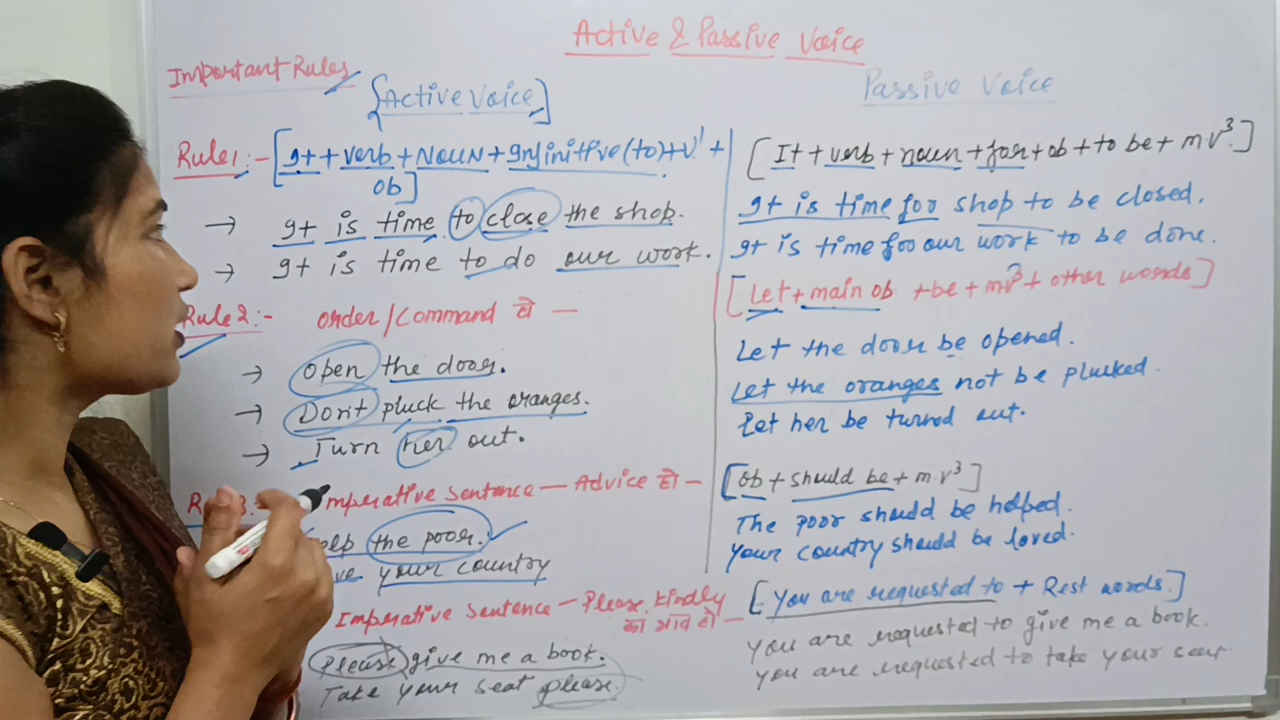 Active & Passive Voice
Important Rules
{Active Voice]
Passive Voice
Rule 1:- [It + verb + Noun + Infinitive (to) + V¹ +
ob]
[It + verb + noun + for + ob + to be + m.v³]
→ It is time to close the shop.
It is time for shop to be closed.
→ It is time to do our work.
It is time for our work to be done.
Rule 2:- order/Command हो —
[Let + main ob + be + mv³ + other words]
→ Open the door.
Let the door be opened.
→ Don't pluck the oranges.
Let the oranges not be plucked.
→ Turn her out.
Let her be turned out.
3. Imperative Sentence — Advice हो —
[ob + should be + m.v³]
the poor.
The poor should be helped.
your country
Your country should be loved.
Imperative Sentence — Please, Kindly
का भाव हो —
[You are requested to + Rest words.]
Please give me a book.
You are requested to give me a book.
Take your seat please.
You are requested to take your seat